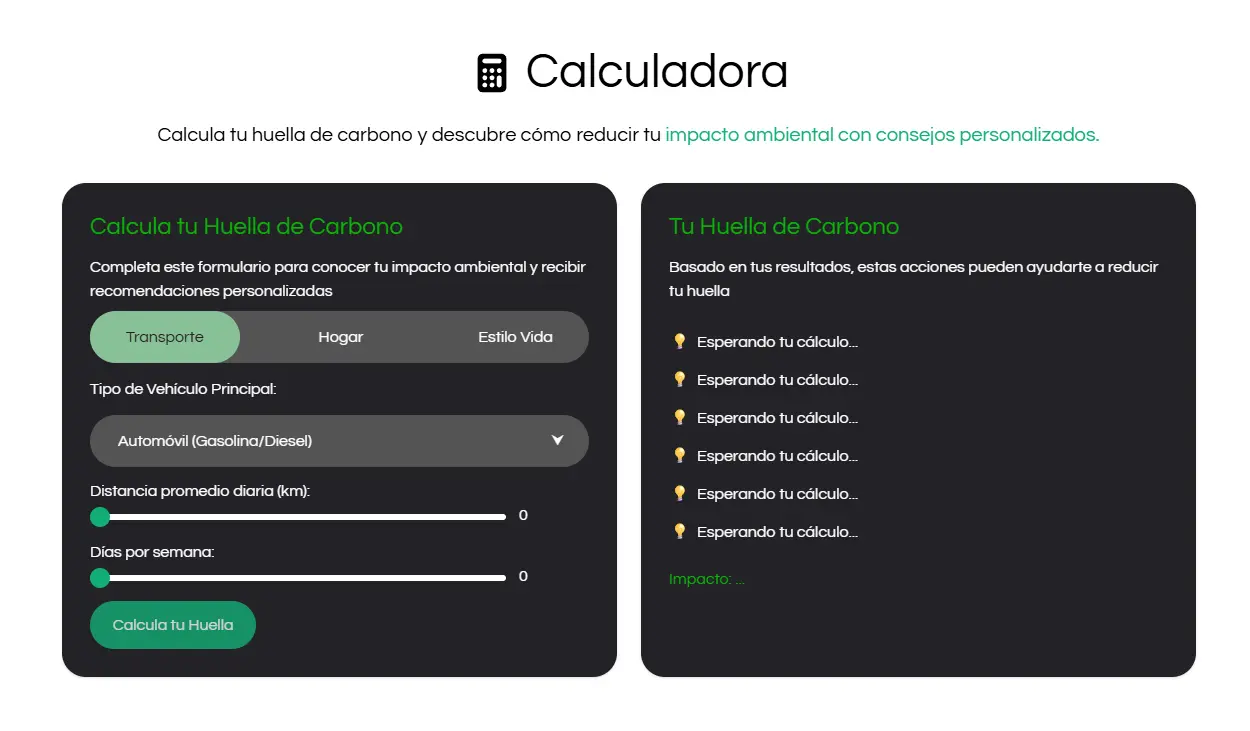 Calculadora
Calcula tu huella de carbono y descubre cómo reducir tu impacto ambiental con consejos personalizados.
Calcula tu Huella de Carbono
Completa este formulario para conocer tu impacto ambiental y recibir
recomendaciones personalizadas
Transporte Hogar Estilo Vida
Tipo de Vehículo Principal:
Automóvil (Gasolina/Diesel)
Distancia promedio diaria (km):
0
Días por semana:
0
Calcula tu Huella
Tu Huella de Carbono
Basado en tus resultados, estas acciones pueden ayudarte a reducir
tu huella
Esperando tu cálculo...
Esperando tu cálculo...
Esperando tu cálculo...
Esperando tu cálculo...
Esperando tu cálculo...
Esperando tu cálculo...
Impacto: ...